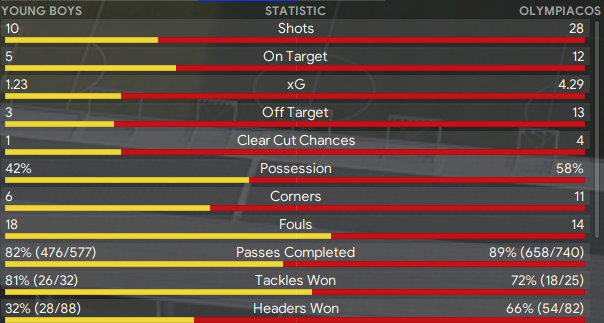 YOUNG BOYS STATISTIC OLYMPIACOS
10 Shots 28
5 On Target 12
1.23 xG 4.29
3 Off Target 13
1 Clear Cut Chances 4
42% Possession 58%
6 Corners 11
18 Fouls 14
82% (476/577) Passes Completed 89% (658/740)
81% (26/32) Tackles Won 72% (18/25)
32% (28/88) Headers Won 66% (54/82)